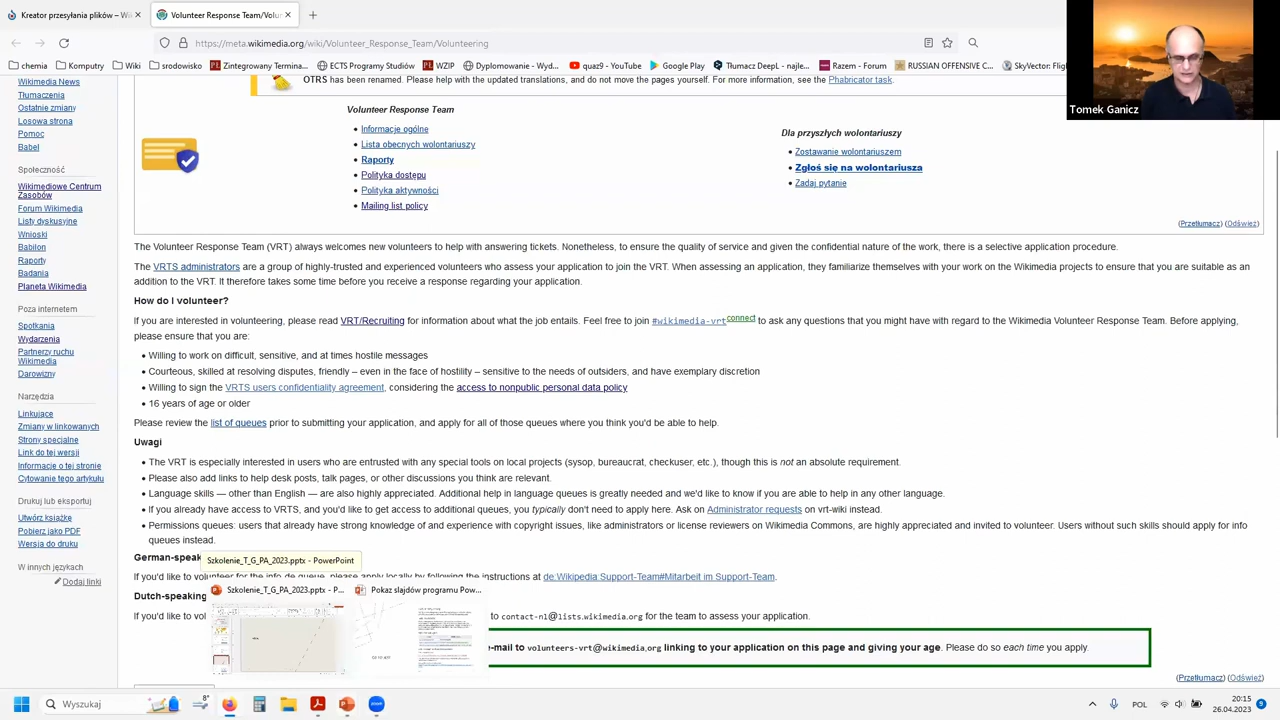 Kreator przesyłania plików – Wi
Volunteer Response Team/Volu
https://meta.wikimedia.org/wiki/Volunteer_Response_Team/Volunteering
chemia
Komputry
Wiki
srodowisko
Zintegrowany Termina...
ECTS Programy Studiów
WZIP
Dyplomowanie - Wyd...
quaz9 - YouTube
Google Play
Tłumacz DeepL - najle...
Razem - Forum
RUSSIAN OFFENSIVE C...
SkyVector: Fligh
Tomek Ganicz
Wikimedia News
Tłumaczenia
Ostatnie zmiany
Losowa strona
Pomoc
Babel
Społeczność
Wikimediowe Centrum
Zasobów
Forum Wikimedia
Listy dyskusyjne
Wnioski
Babilon
Raporty
Badania
Planeta Wikimedia
Poza internetem
Spotkania
Wydarzenia
Partnerzy ruchu
Wikimedia
Darowizny
Narzędzia
Linkujące
Zmiany w linkowanych
Strony specjalne
Link do tej wersji
Informacje o tej stronie
Cytowanie tego artykułu
Drukuj lub eksportuj
Utwórz książkę
Pobierz jako PDF
Wersja do druku
W innych językach
Dodaj linki
OTRS has been renamed. Please help with the updated translations, and do not move the pages yourself. For more information, see the Phabricator task.
Volunteer Response Team
Informacje ogólne
Lista obecnych wolontariuszy
Raporty
Polityka dostępu
Polityka aktywności
Mailing list policy
Dla przyszłych wolontariuszy
Zostawanie wolontariuszem
Zgłoś się na wolontariusza
Zadaj pytanie
(Przetłumacz) (Odśwież)
The Volunteer Response Team (VRT) always welcomes new volunteers to help with answering tickets. Nonetheless, to ensure the quality of service and given the confidential nature of the work, there is a selective application procedure.
The VRTS administrators are a group of highly-trusted and experienced volunteers who assess your application to join the VRT. When assessing an application, they familiarize themselves with your work on the Wikimedia projects to ensure that you are suitable as an
addition to the VRT. It therefore takes some time before you receive a response regarding your application.
How do I volunteer?
If you are interested in volunteering, please read VRT/Recruiting for information about what the job entails. Feel free to join #wikimedia-vrt connect to ask any questions that you might have with regard to the Wikimedia Volunteer Response Team. Before applying,
please ensure that you are:
Willing to work on difficult, sensitive, and at times hostile messages
Courteous, skilled at resolving disputes, friendly – even in the face of hostility – sensitive to the needs of outsiders, and have exemplary discretion
Willing to sign the VRTS users confidentiality agreement, considering the access to nonpublic personal data policy
16 years of age or older
Please review the list of queues prior to submitting your application, and apply for all of those queues where you think you'd be able to help.
Uwagi
The VRT is especially interested in users who are entrusted with any special tools on local projects (sysop, bureaucrat, checkuser, etc.), though this is not an absolute requirement.
Please also add links to help desk posts, talk pages, or other discussions you think are relevant.
Language skills — other than English — are also highly appreciated. Additional help in language queues is greatly needed and we'd like to know if you are able to help in any other language.
If you already have access to VRTS, and you'd like to get access to additional queues, you typically don't need to apply here. Ask on Administrator requests on vrt-wiki instead.
Permissions queues: users that already have strong knowledge of and experience with copyright issues, like administrators or license reviewers on Wikimedia Commons, are highly appreciated and invited to volunteer. Users without such skills should apply for info
queues instead.
German-speak
Szkolenie_T_G_PA_2023.pptx - PowerPoint
If you'd like to volunteer for the info-de queue, please apply locally by following the instructions at de:Wikipedia Support-Team#Mitarbeit im Support-Team.
Szkolenie_T_G_PA_2023.pptx - P...
Pokaz slajdów programu Pow...
Dutch-speaking
If you'd like to vol
to contact-nl@lists.wikimedia.org for the team to assess your application.
-mail to volunteers-vrt@wikimedia.org linking to your application on this page and giving your age. Please do so each time you apply.
(Przetłumacz) (Odśwież)
Wyszukaj
8°
POL
20:15
26.04.2023
9